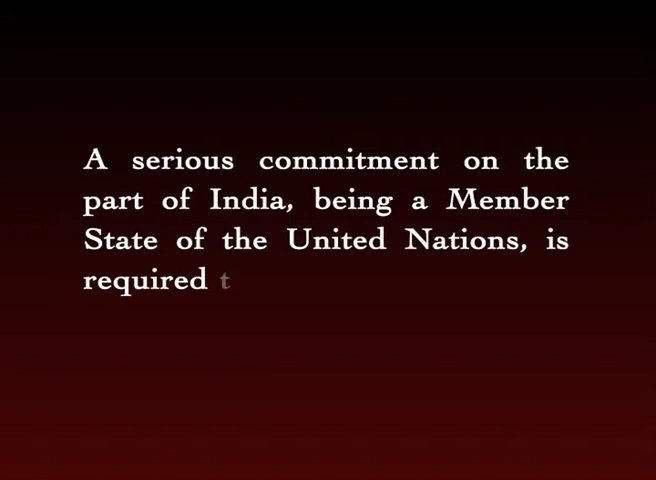 A serious commitment on the
part of India, being a Member
State of the United Nations, is
required t